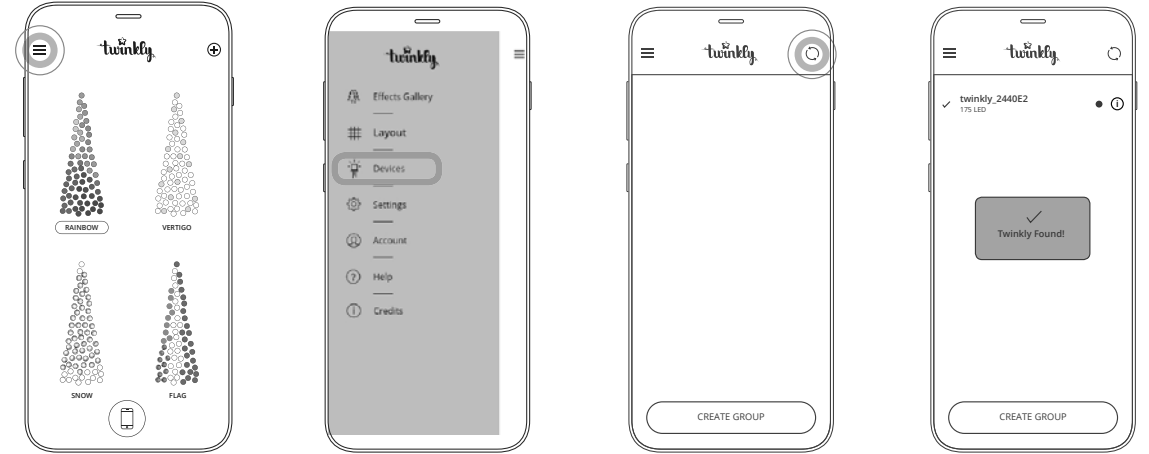 twinkly
RAINBOW
VERTIGO
SNOW
FLAG
twinkly
Effects Gallery
Layout
Devices
Settings
Account
Help
Credits
twinkly
CREATE GROUP
twinkly
twinkly_2440E2
175 LED
Twinkly Found!
CREATE GROUP